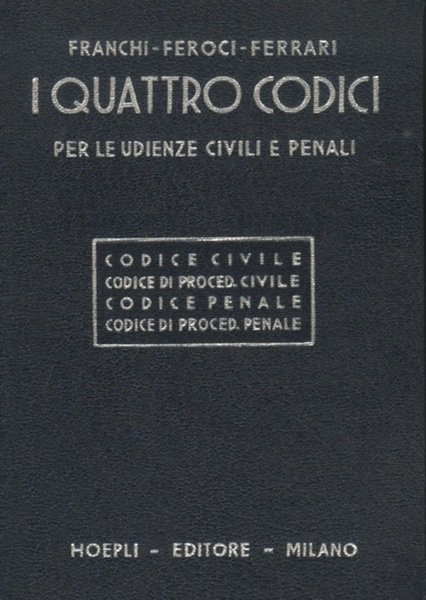 FRANCHI-FEROCI-FERRARI
I QUATTRO CODICI
PER LE UDIENZE CIVILI E PENALI
CODICE CIVILE
CODICE DI PROCED. CIVILE
CODICE PENALE
CODICE DI PROCED. PENALE
HOEPLI - EDITORE - MILANO